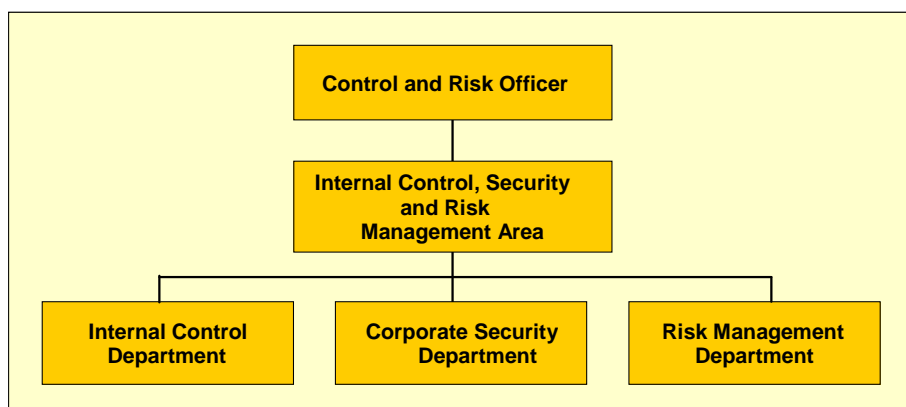 Control and Risk Officer
Internal Control, Security
and Risk
Management Area
Internal Control
Department
Corporate Security
Department
Risk Management
Department